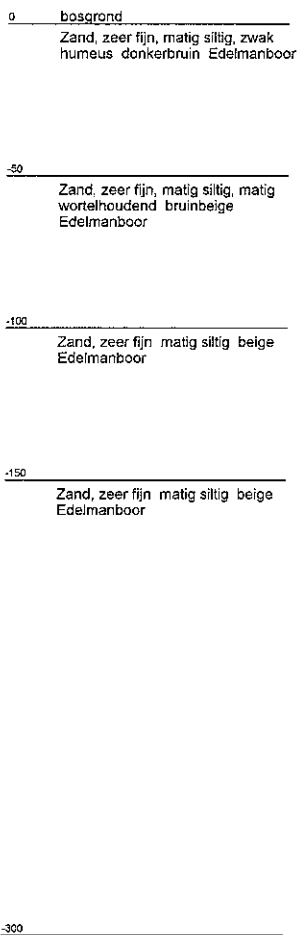 0 bosgrond
Zand, zeer fijn, matig siltig, zwak
humeus donkerbruin Edelmanboor
-50
Zand, zeer fijn, matig siltig, matig
wortelhoudend bruinbeige
Edelmanboor
-100
Zand, zeer fijn matig siltig beige
Edelmanboor
-150
Zand, zeer fijn matig siltig beige
Edelmanboor
-300